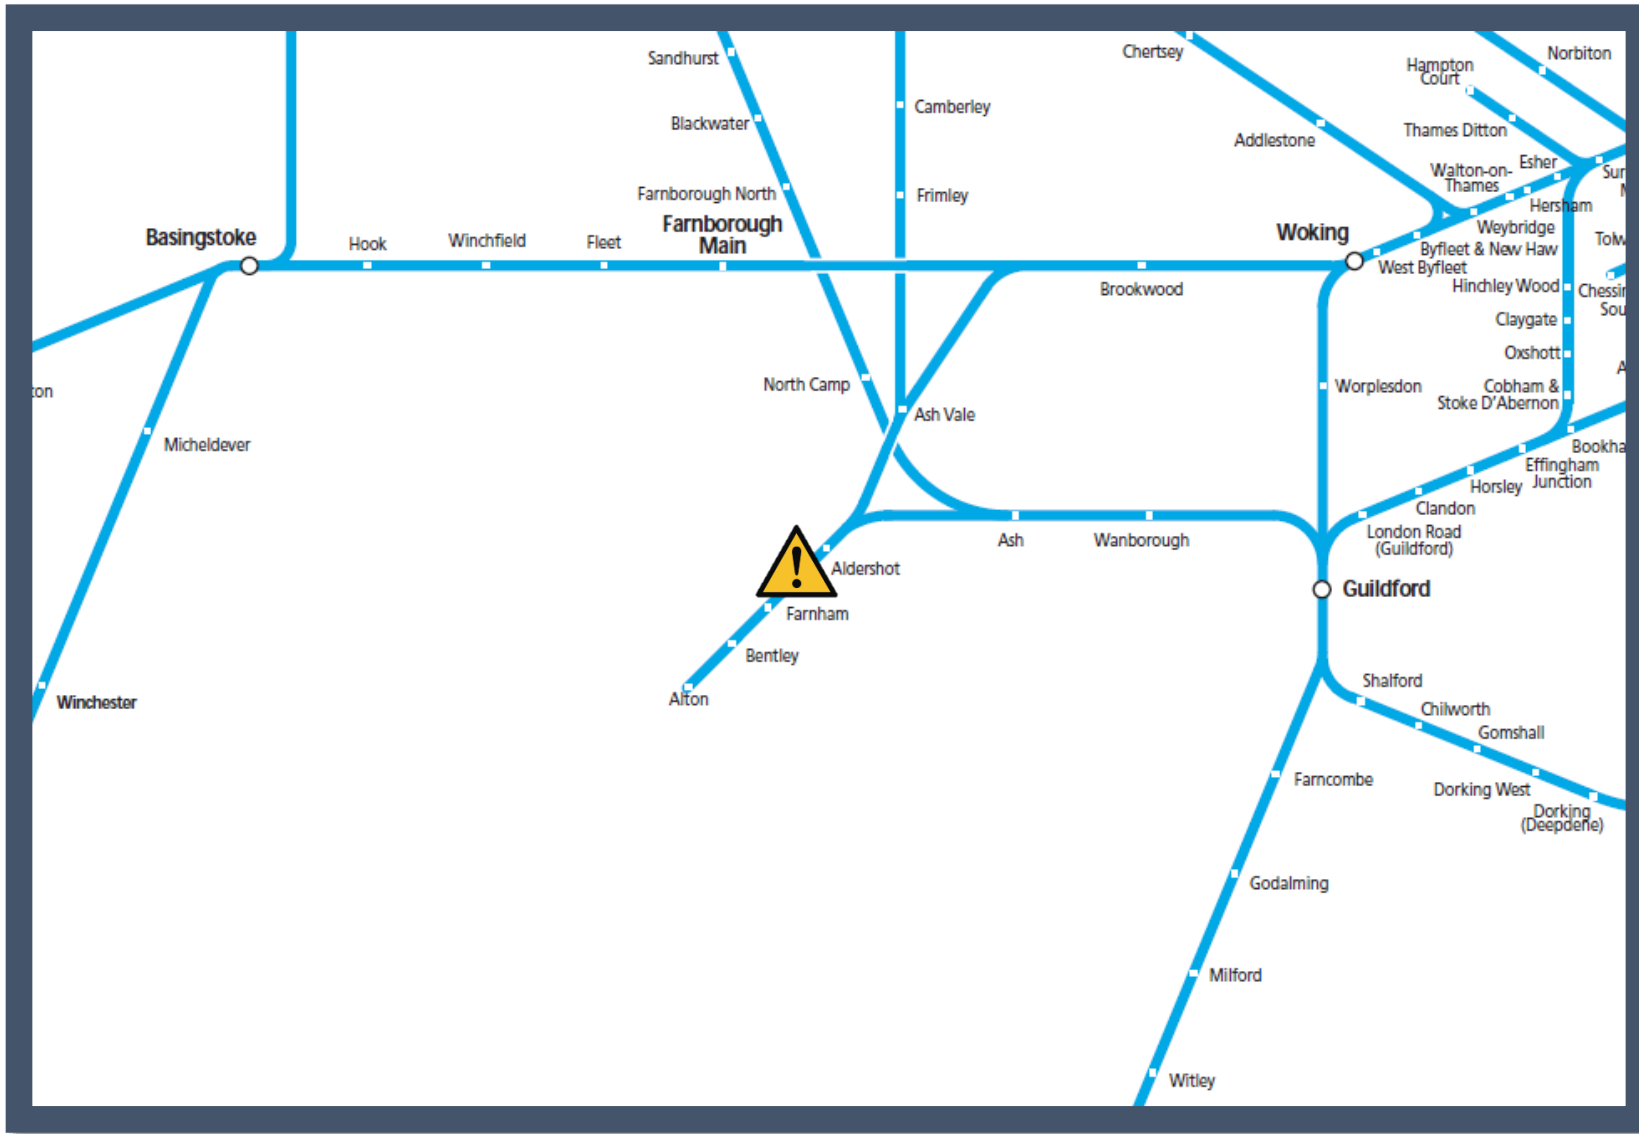 Sandhurst
Chertsey
Norbiton
Hampton
Court
Camberley
Blackwater
Addlestone
Thames Ditton
Esher
Walton-on-
Thames
Farnborough North
Frimley
Hersham
Farnborough
Main
Basingstoke
Hook
Winchfield
Fleet
Woking
Weybridge
Byfleet & New Haw
West Byfleet
Brookwood
Hinchley Wood
Claygate
Oxshott
North Camp
Worplesdon
Cobham &
Stoke D'Abernon
Ash Vale
Micheldever
Effingham
Junction
Horsley
Clandon
London Road
(Guildford)
Ash
Wanborough
!
Aldershot
Guildford
Farnham
Bentley
Alton
Winchester
Shalford
Chilworth
Gomshall
Farncombe
Dorking West
Dorking
(Deepdene)
Godalming
Milford
Witley